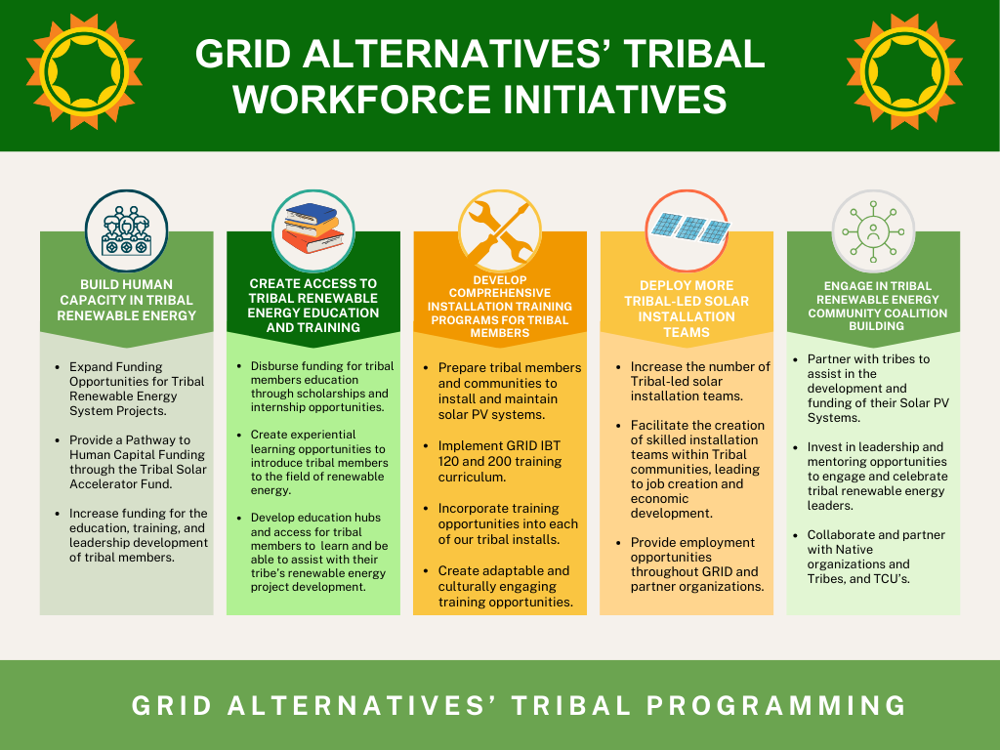 GRID ALTERNATIVES’ TRIBAL
WORKFORCE INITIATIVES
BUILD HUMAN
CAPACITY IN TRIBAL
RENEWABLE ENERGY
• Expand Funding
Opportunities for Tribal
Renewable Energy
System Projects.
• Provide a Pathway to
Human Capital Funding
through the Tribal Solar
Accelerator Fund.
• Increase funding for the
education, training, and
leadership development
of tribal members.
CREATE ACCESS TO
TRIBAL RENEWABLE
ENERGY EDUCATION
AND TRAINING
• Disburse funding for tribal
members education
through scholarships and
internship opportunities.
• Create experiential
learning opportunities to
introduce tribal members
to the field of renewable
energy.
• Develop education hubs
and access for tribal
members to learn and be
able to assist with their
tribe’s renewable energy
project development.
DEVELOP
COMPREHENSIVE
INSTALLATION TRAINING
PROGRAMS FOR TRIBAL
MEMBERS
• Prepare tribal members
and communities to
install and maintain
solar PV systems.
• Implement GRID IBT
120 and 200 training
curriculum.
• Incorporate training
opportunities into each
of our tribal installs.
• Create adaptable and
culturally engaging
training opportunities.
DEPLOY MORE
TRIBAL-LED SOLAR
INSTALLATION
TEAMS
• Increase the number of
Tribal-led solar
installation teams.
• Facilitate the creation
of skilled installation
teams within Tribal
communities, leading
to job creation and
economic
development.
• Provide employment
opportunities
throughout GRID and
partner organizations.
ENGAGE IN TRIBAL
RENEWABLE ENERGY
COMMUNITY COALITION
BUILDING
• Partner with tribes to
assist in the
development and
funding of their Solar PV
Systems.
• Invest in leadership and
mentoring opportunities
to engage and celebrate
tribal renewable energy
leaders.
• Collaborate and partner
with Native
organizations and
Tribes, and TCU’s.
GRID ALTERNATIVES’ TRIBAL PROGRAMMING